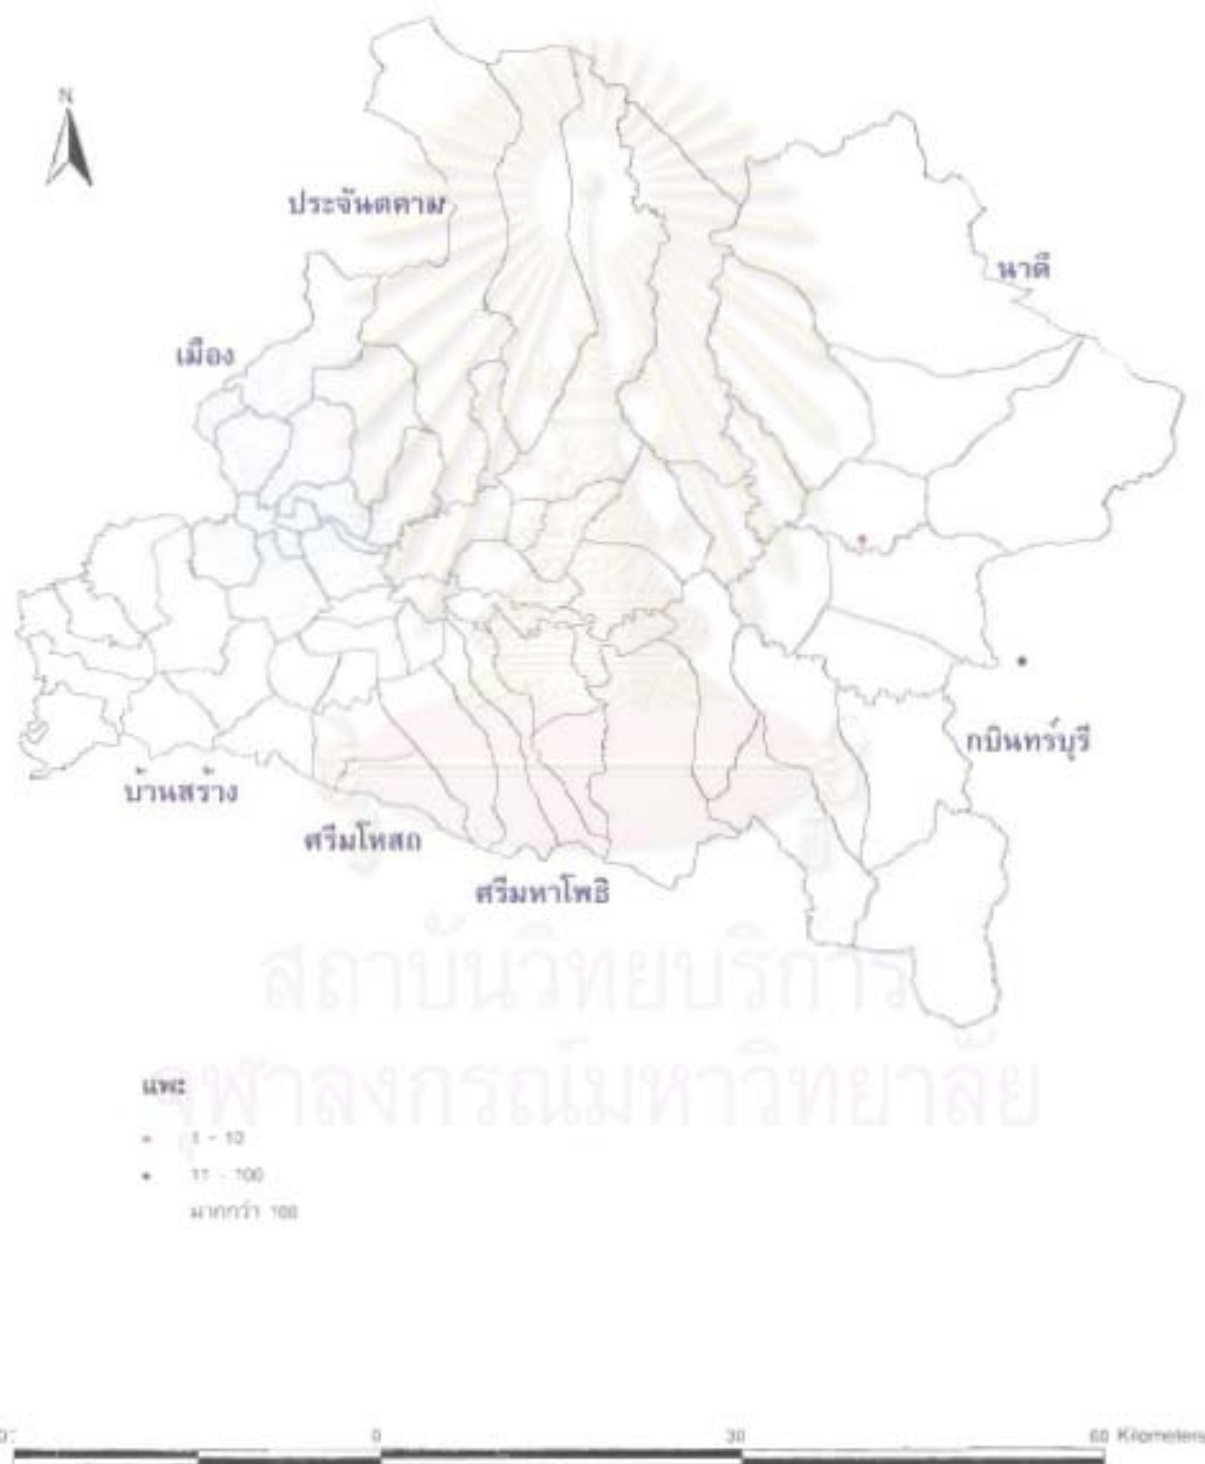 N
ประจันตคาม
นาดี
เมือง
กบินทร์บุรี
บ้านสร้าง
ศรีมโหสถ
ศรีมหาโพธิ
สถาบันวิทยบริการ
จุฬาลงกรณ์มหาวิทยาลัย
แพะ
1 - 10
11 - 100
มากกว่า 100
0
30
60 Kilometers